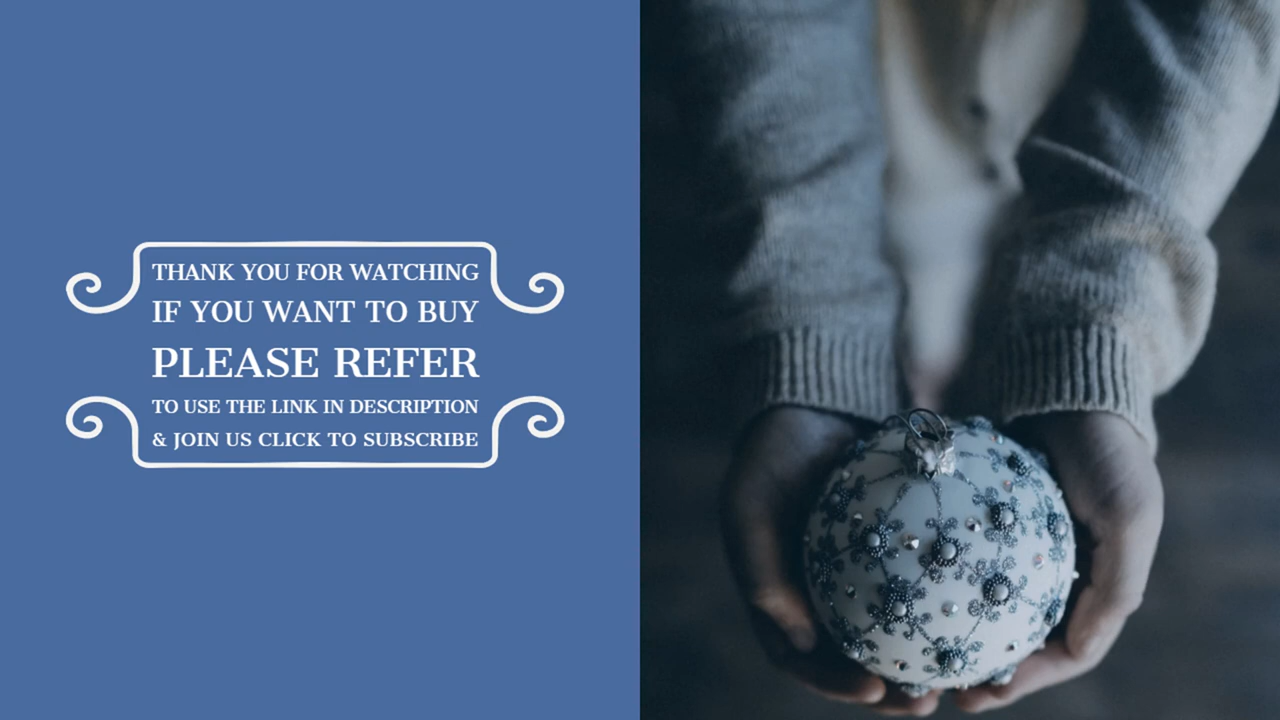 THANK YOU FOR WATCHING
IF YOU WANT TO BUY
PLEASE REFER
TO USE THE LINK IN DESCRIPTION
& JOIN US CLICK TO SUBSCRIBE